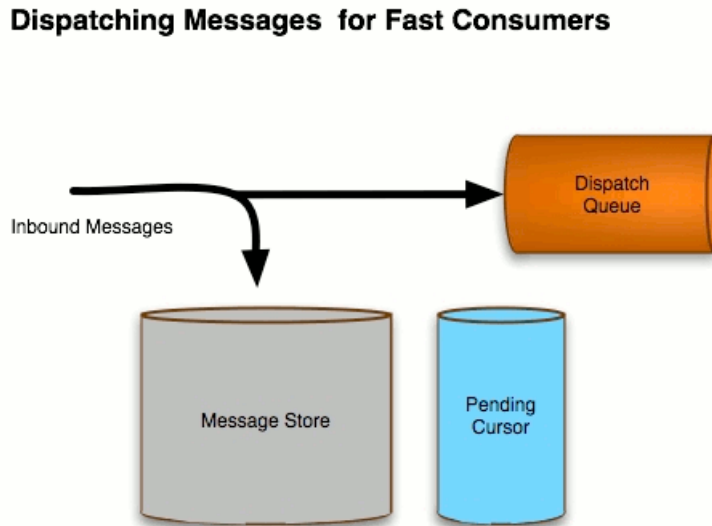 Dispatching Messages  for Fast Consumers
Dispatch
Queue
Inbound Messages
Message Store
Pending
Cursor